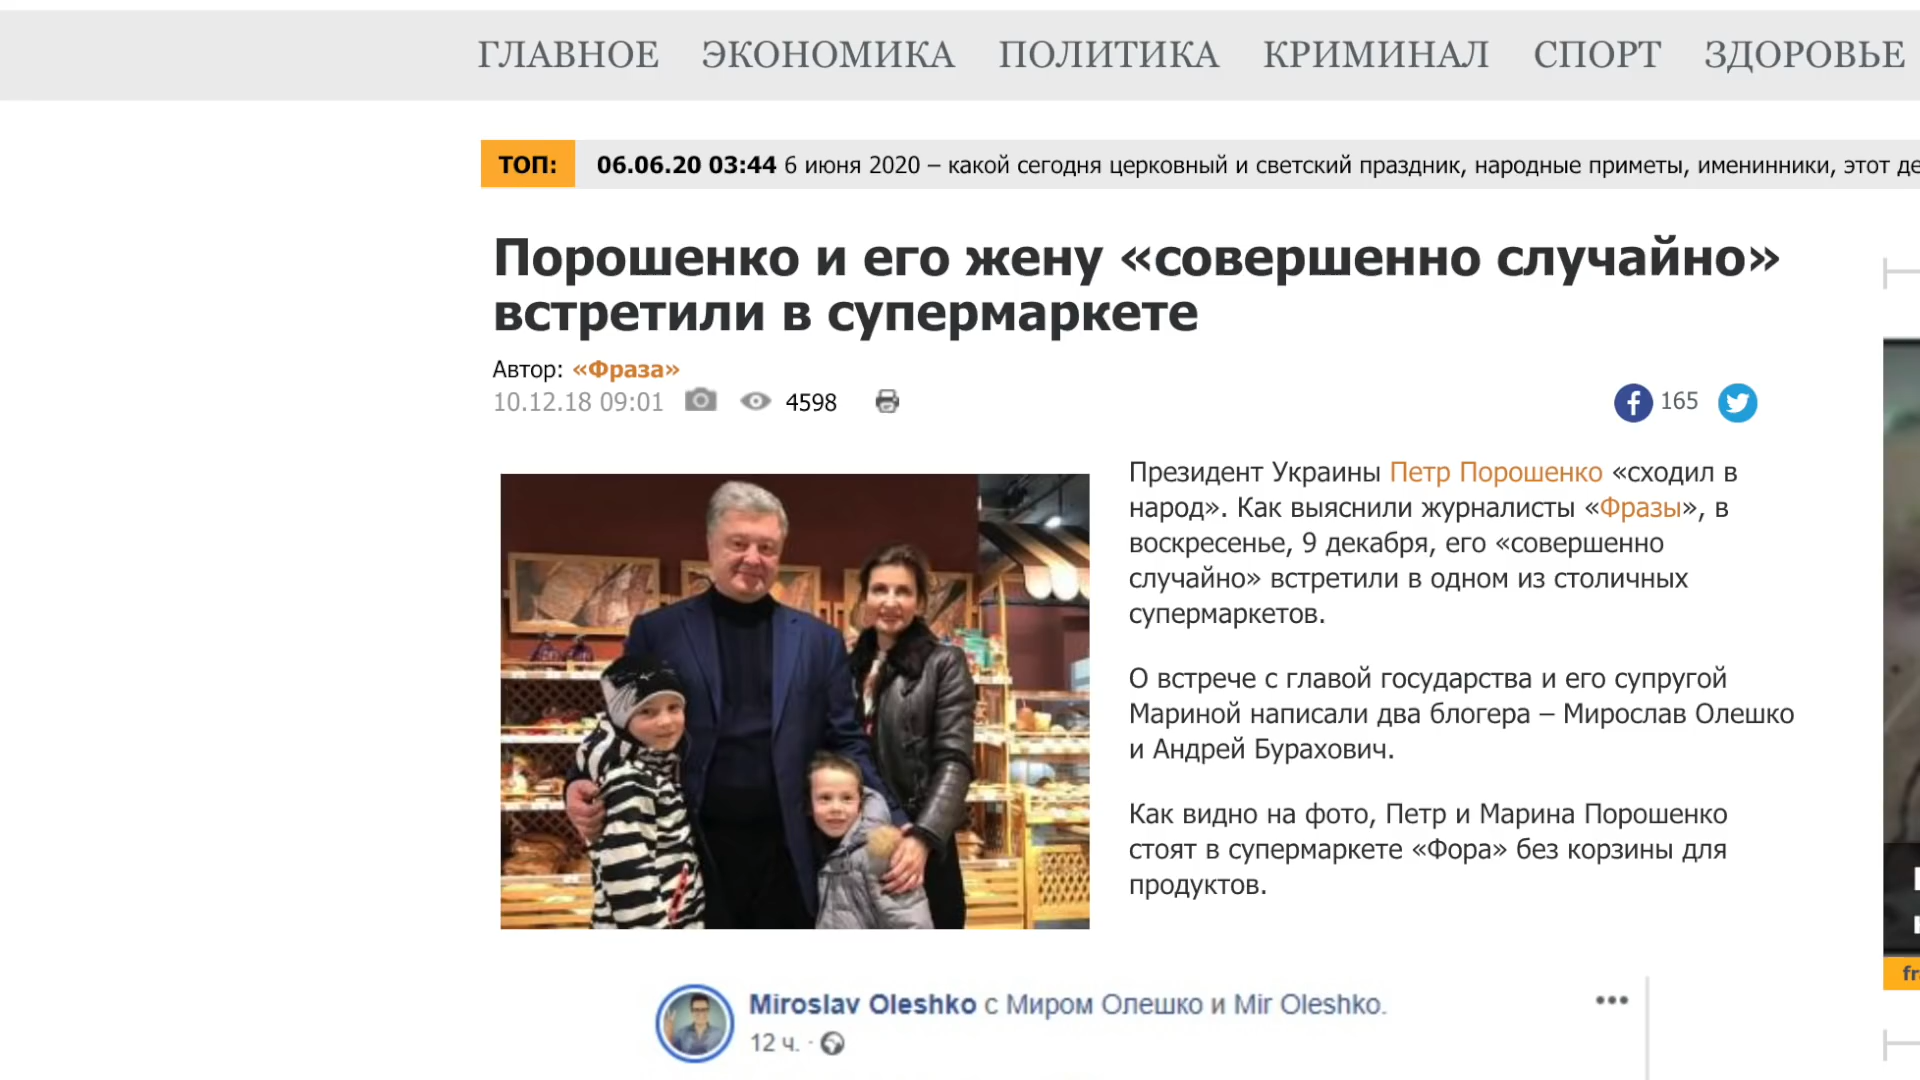 ГЛАВНОЕ ЭКОНОМИКА ПОЛИТИКА КРИМИНАЛ СПОРТ ЗДОРОВЬЕ
ТОП: 06.06.20 03:44 6 июня 2020 – какой сегодня церковный и светский праздник, народные приметы, именинники, этот де
Порошенко и его жену «совершенно случайно»
встретили в супермаркете
Автор: «Фраза»
10.12.18 09:01 4598 165
Президент Украины Петр Порошенко «сходил в
народ». Как выяснили журналисты «Фразы», в
воскресенье, 9 декабря, его «совершенно
случайно» встретили в одном из столичных
супермаркетов.
О встрече с главой государства и его супругой
Мариной написали два блогера – Мирослав Олешко
и Андрей Бурахович.
Как видно на фото, Петр и Марина Порошенко
стоят в супермаркете «Фора» без корзины для
продуктов.
Miroslav Oleshko с Миром Олешко и Mir Oleshko.
12 ч.